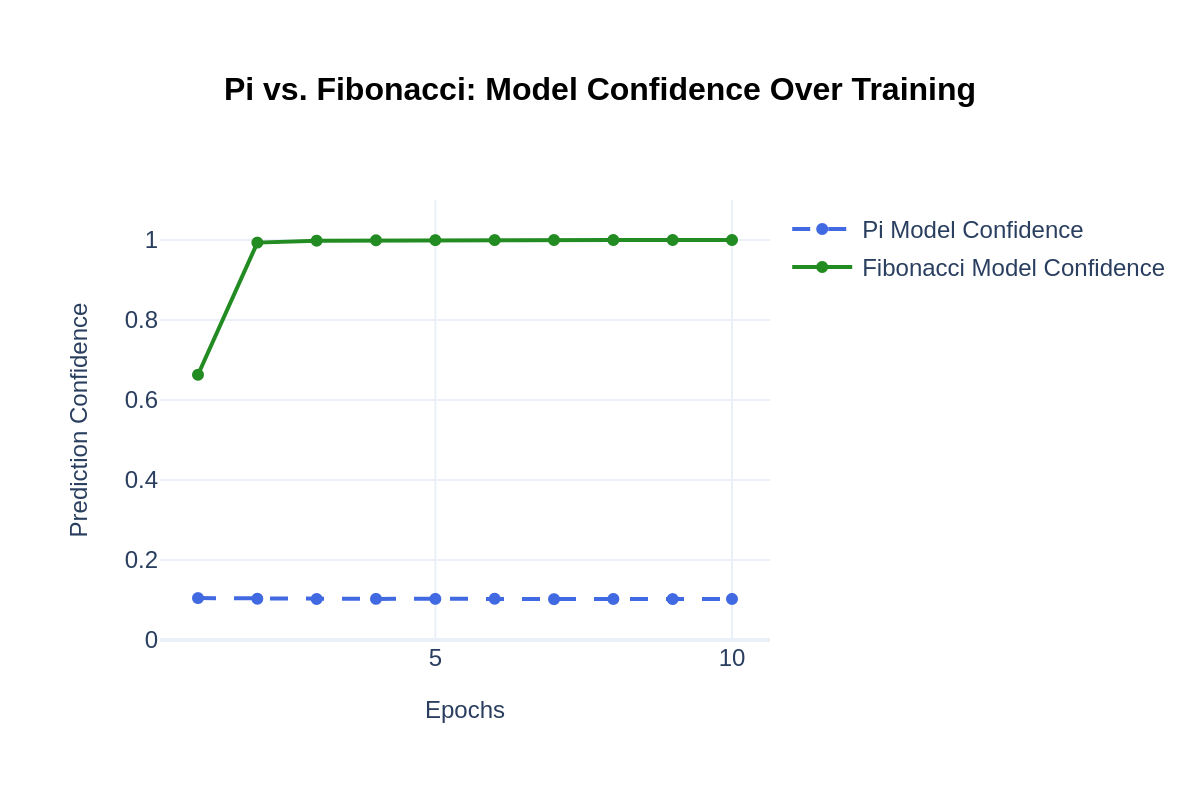 Pi vs. Fibonacci: Model Confidence Over Training
Pi Model Confidence
Fibonacci Model Confidence
Prediction Confidence
1
0.8
0.6
0.4
0.2
0
5
10
Epochs